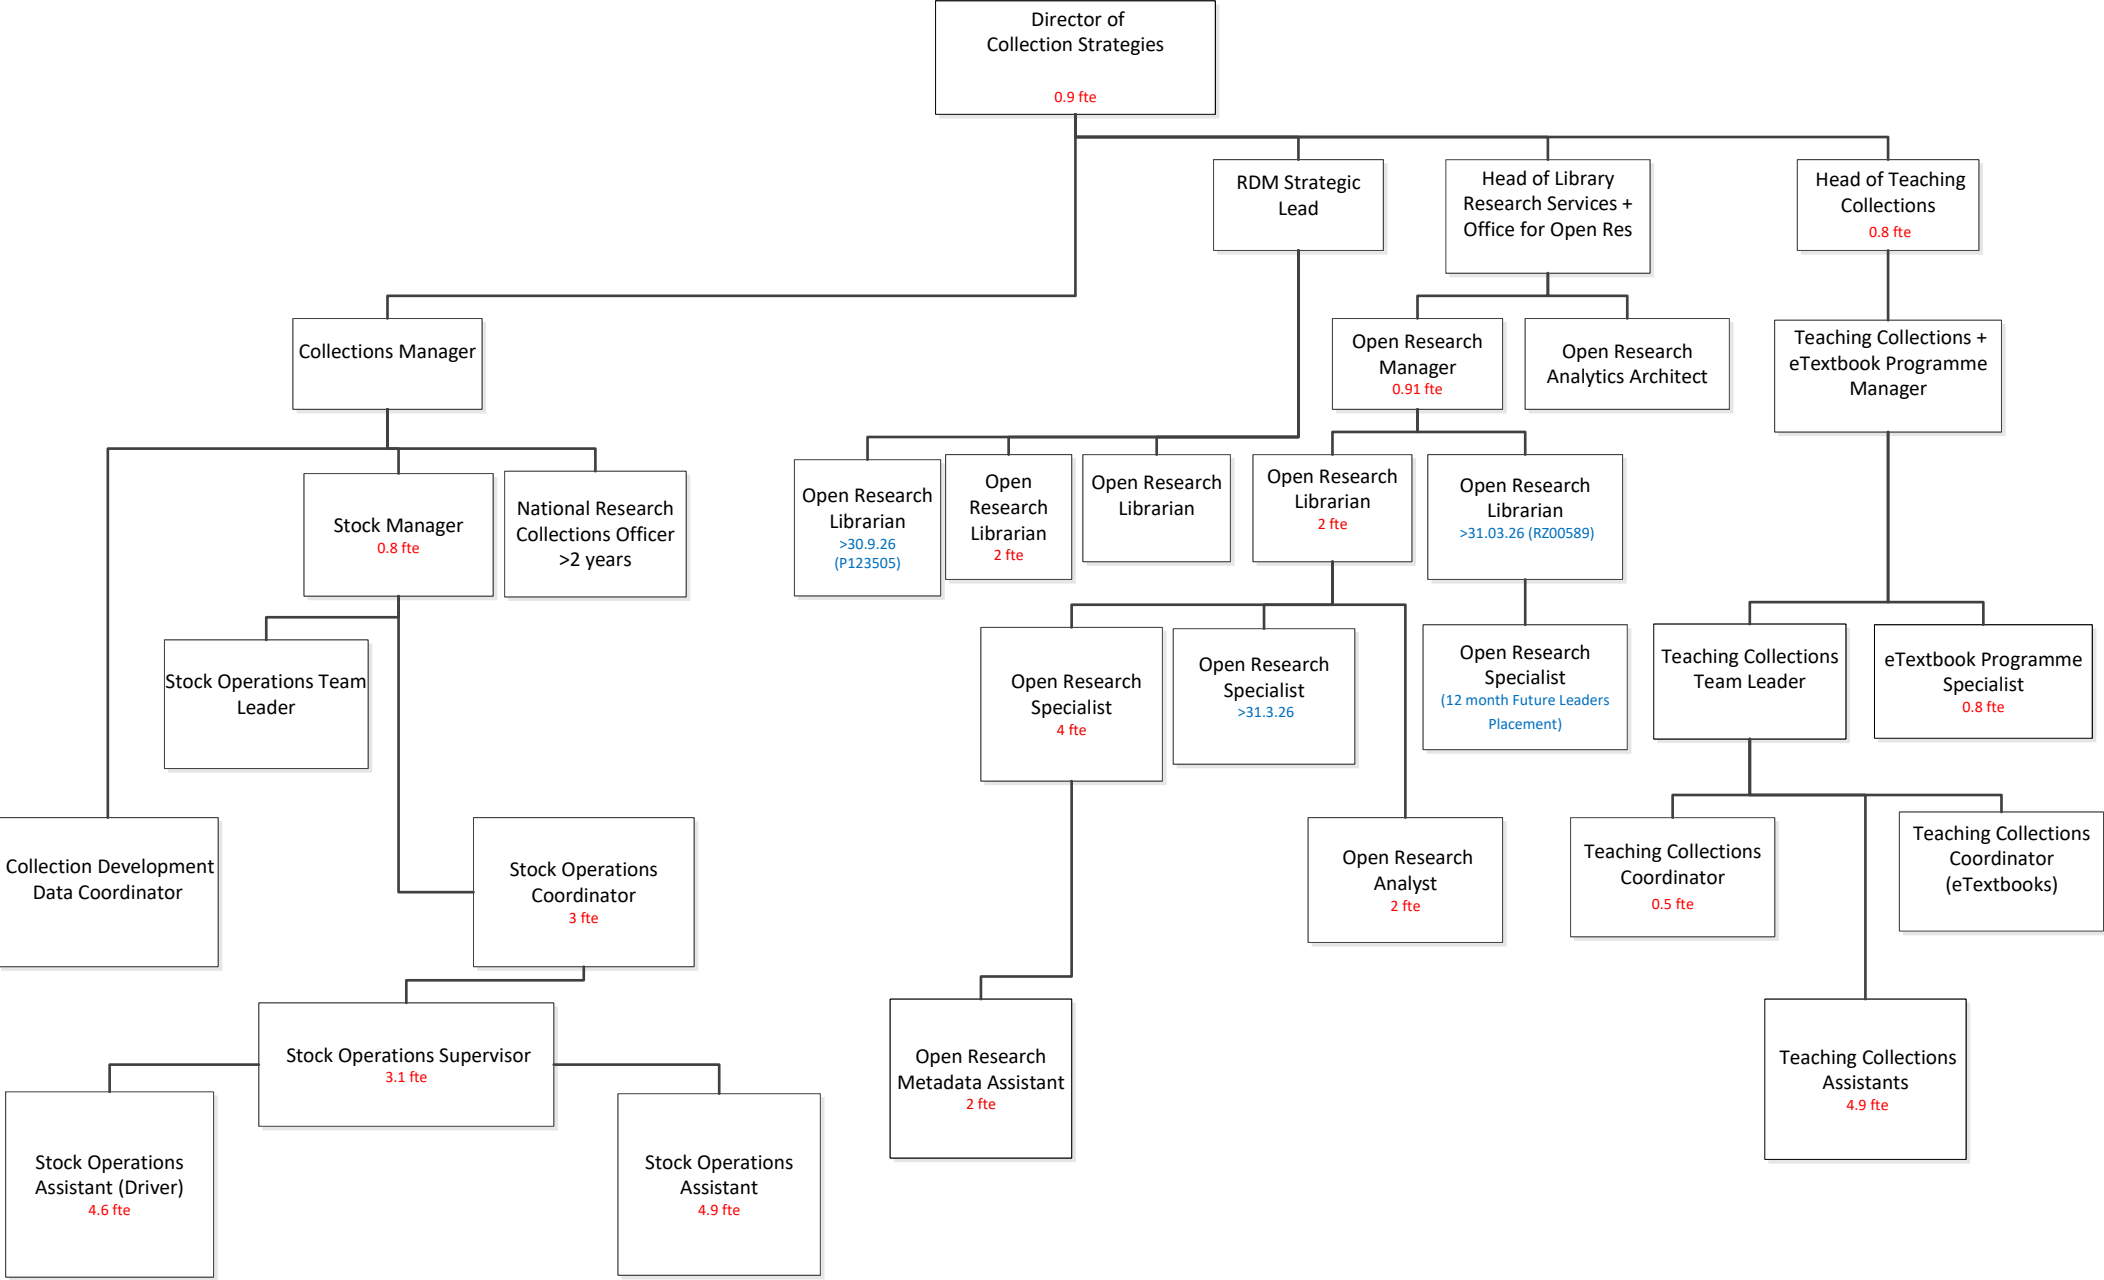 Director of
Collection Strategies
0.9 fte
RDM Strategic
Lead
Head of Library
Research Services +
Office for Open Res
Head of Teaching
Collections
0.8 fte
Collections Manager
Open Research
Manager
0.91 fte
Open Research
Analytics Architect
Teaching Collections +
eTextbook Programme
Manager
Stock Manager
0.8 fte
National Research
Collections Officer
>2 years
Open Research
Librarian
>30.9.26
(P123505)
Open
Research
Librarian
2 fte
Open Research
Librarian
Open Research
Librarian
2 fte
Open Research
Librarian
>31.03.26 (RZ00589)
Stock Operations Team
Leader
Open Research
Specialist
4 fte
Open Research
Specialist
>31.3.26
Open Research
Specialist
(12 month Future Leaders
Placement)
Teaching Collections
Team Leader
eTextbook Programme
Specialist
0.8 fte
Collection Development
Data Coordinator
Stock Operations
Coordinator
3 fte
Open Research
Analyst
2 fte
Teaching Collections
Coordinator
0.5 fte
Teaching Collections
Coordinator
(eTextbooks)
Stock Operations Supervisor
3.1 fte
Open Research
Metadata Assistant
2 fte
Teaching Collections
Assistants
4.9 fte
Stock Operations
Assistant (Driver)
4.6 fte
Stock Operations
Assistant
4.9 fte